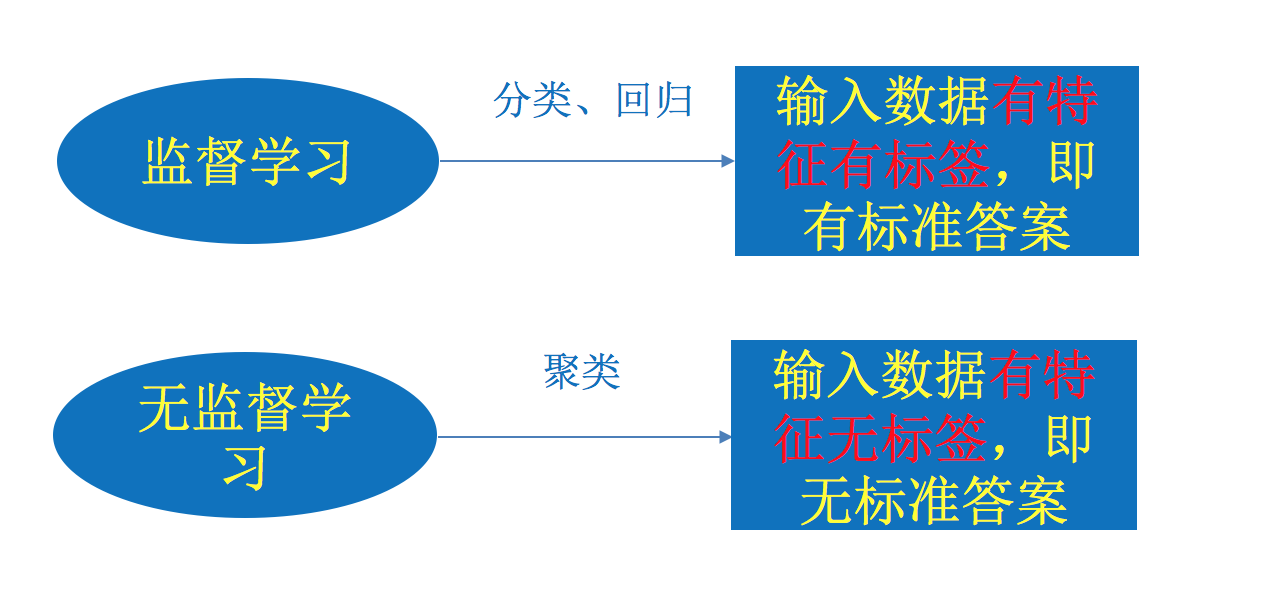 监督学习
分类、回归
输入数据有特
征有标签，即
有标准答案
无监督学
习
聚类
输入数据有特
征无标签，即
无标准答案